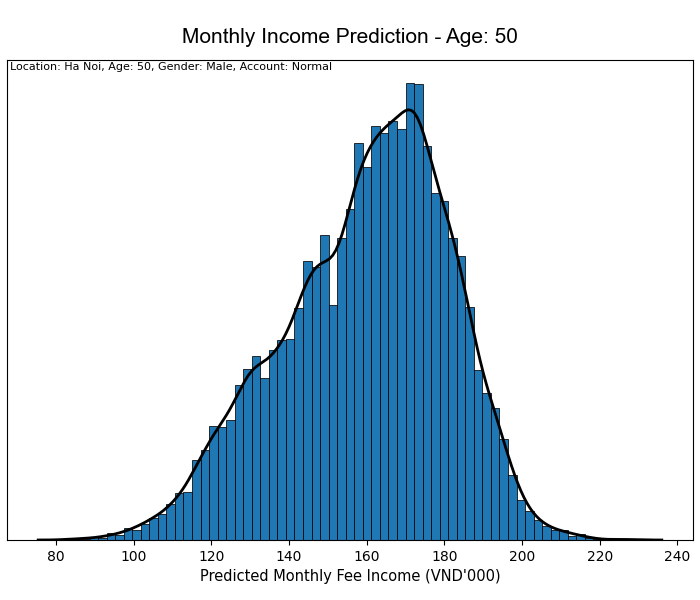 Monthly Income Prediction - Age: 50
Location: Ha Noi, Age: 50, Gender: Male, Account: Normal
80 100 120 140 160 180 200 220 240
Predicted Monthly Fee Income (VND'000)